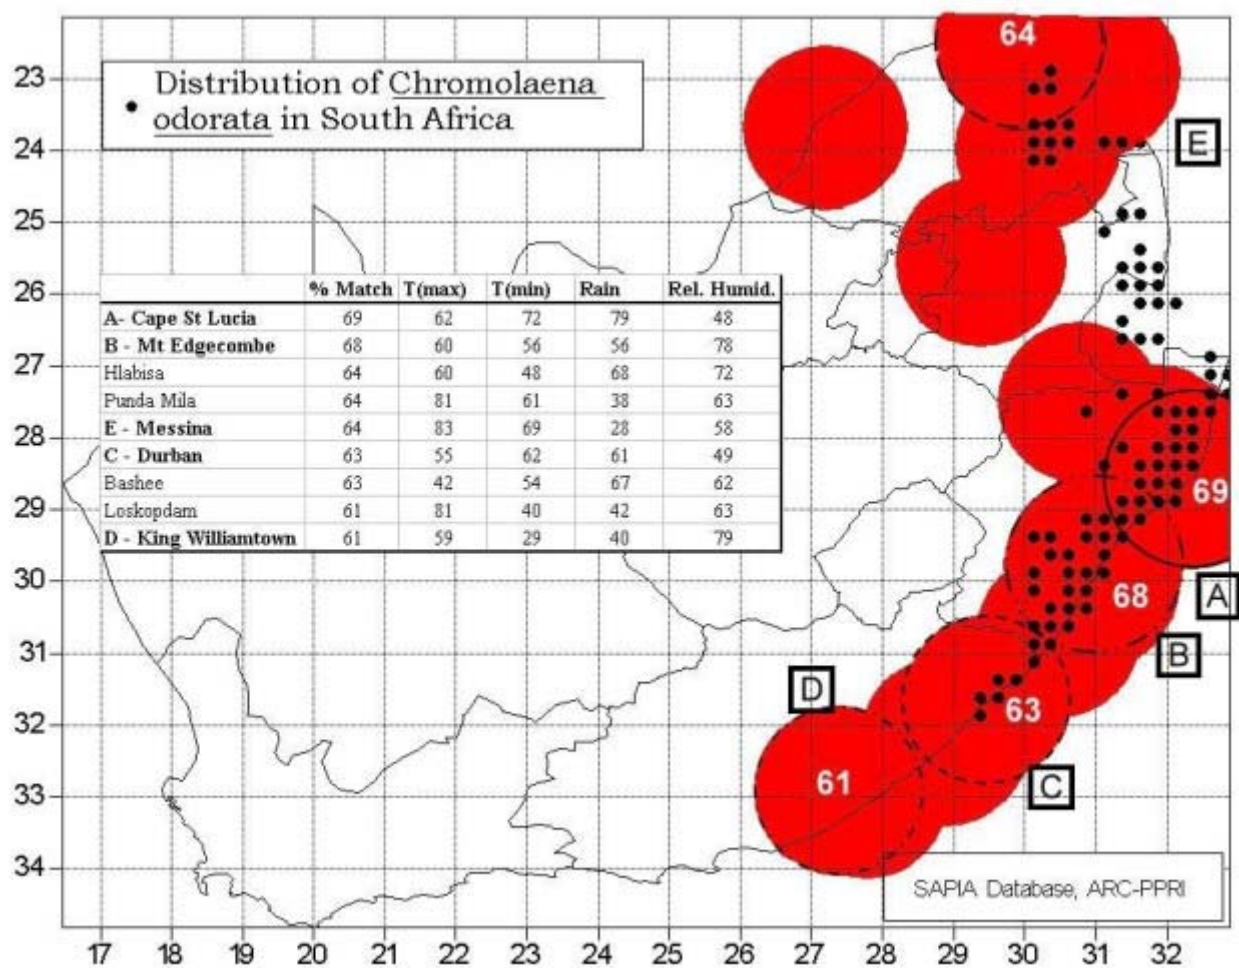 64
23
Distribution of Chromolaena
odorata in South Africa
24
E
25
26
% Match T(max) T(min) Rain Rel. Humid.
A- Cape St Lucia 69 62 72 79 48
B - Mt Edgecombe 68 60 56 56 78
27
Hlabisa 64 60 48 68 72
Punda Mila 64 81 61 38 63
E - Messina 64 83 69 28 58
28
C - Durban 63 55 62 61 49
Bashee 63 42 54 67 62
69
29
Loskopdam 61 81 40 42 63
D - King Williamtown 61 59 29 40 79
30
68
A
31
B
D
63
32
61
33
C
34
SAPIA Database, ARC-PPRI
17 18 19 20 21 22 23 24 25 26 27 28 29 30 31 32